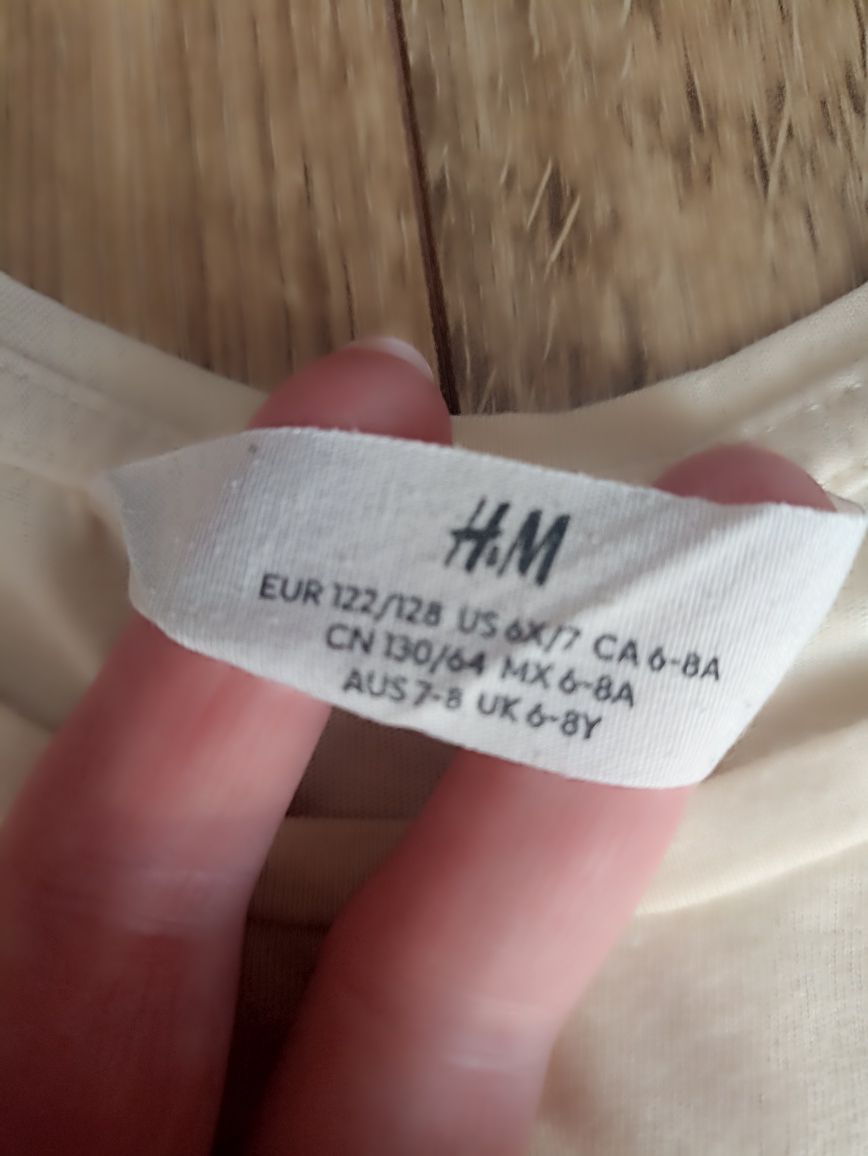 H&M
EUR 122/128 US 6X/7 CA 6-8A
CN 130/64 MX 6-8A
AUS 7-8 UK 6-8Y